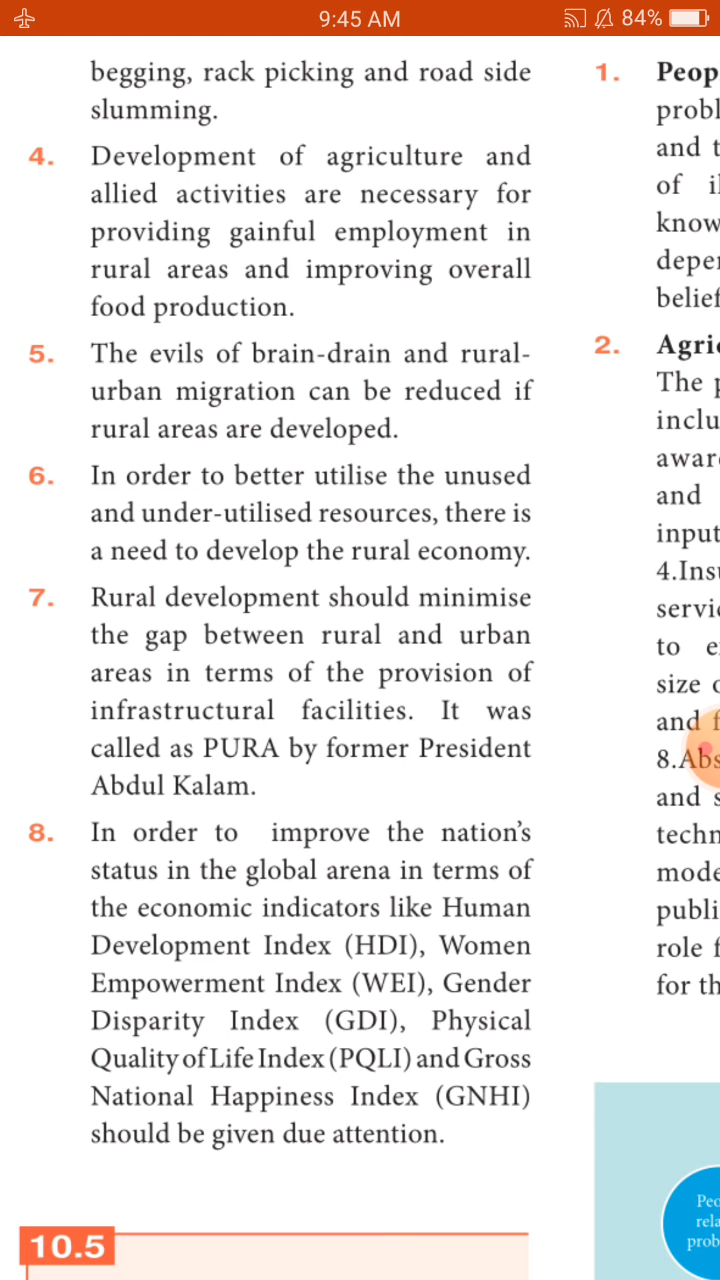 9:45 AM
84%
begging, rack picking and road side
slumming.
4. Development of agriculture and
allied activities are necessary for
providing gainful employment in
rural areas and improving overall
food production.
5. The evils of brain-drain and rural-
urban migration can be reduced if
rural areas are developed.
6. In order to better utilise the unused
and under-utilised resources, there is
a need to develop the rural economy.
7. Rural development should minimise
the gap between rural and urban
areas in terms of the provision of
infrastructural facilities. It was
called as PURA by former President
Abdul Kalam.
8. In order to improve the nation's
status in the global arena in terms of
the economic indicators like Human
Development Index (HDI), Women
Empowerment Index (WEI), Gender
Disparity Index (GDI), Physical
Quality of Life Index (PQLI) and Gross
National Happiness Index (GNHI)
should be given due attention.
10.5
1.
and
of
2.
The
and
to
size
and
and
for